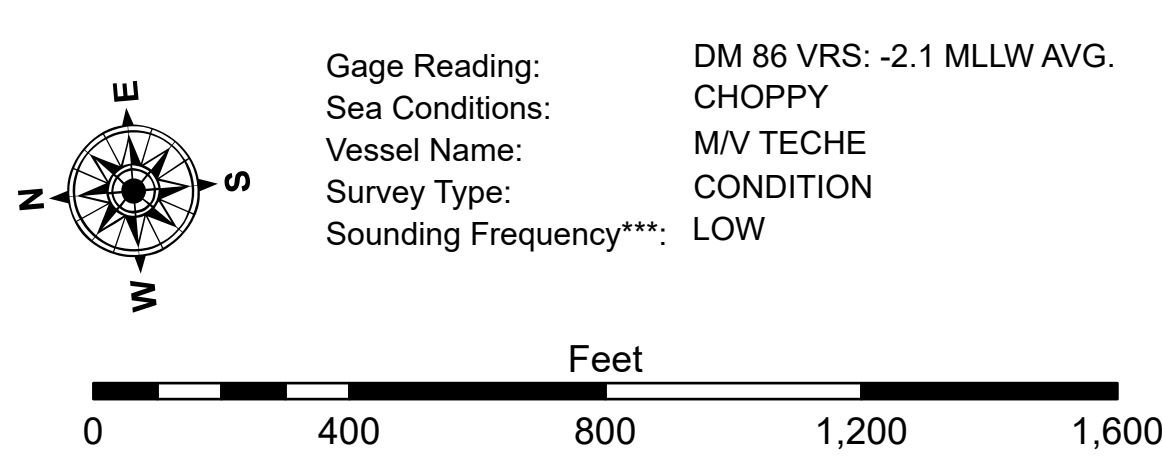 E
N
S
W
Gage Reading: DM 86 VRS: -2.1 MLLW AVG.
Sea Conditions: CHOPPY
Vessel Name: M/V TECHE
Survey Type: CONDITION
Sounding Frequency***: LOW
Feet
0 400 800 1,200 1,600